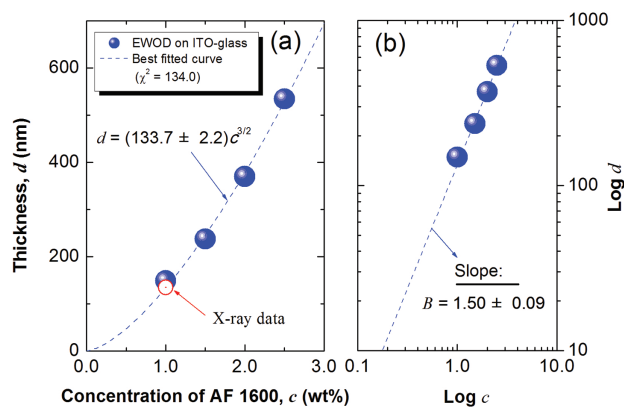 (a)
EWOD on ITO-glass
Best fitted curve
(χ² = 134.0)
d = (133.7 ± 2.2)c^3/2
X-ray data
Thickness, d (nm)
600
400
200
0
0.0 1.0 2.0 3.0
Concentration of AF 1600, c (wt%)
(b)
Slope:
B = 1.50 ± 0.09
1000
100
10
Log d
0.1 1.0 10.0
Log c